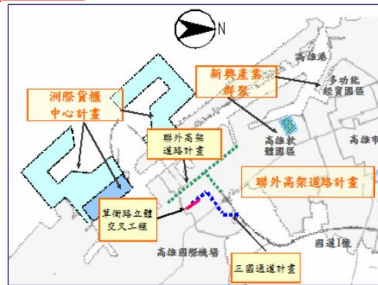 N
高雄港
新興產業
群聚
多功能
經貿園區
洲際貨櫃
中心計畫
聯外高架
道路計畫
高雄軟
體園區
高雄市
聯外高架道路計畫
草衙路立體
交叉工程
國道1號
高雄國際機場
三國通道計畫